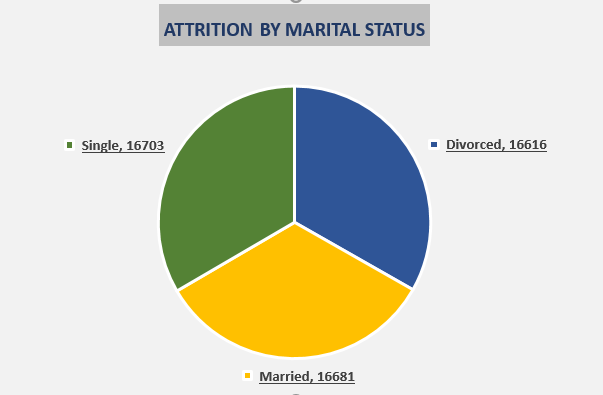 ATTRITION BY MARITAL STATUS
Single, 16703
Divorced, 16616
Married, 16681